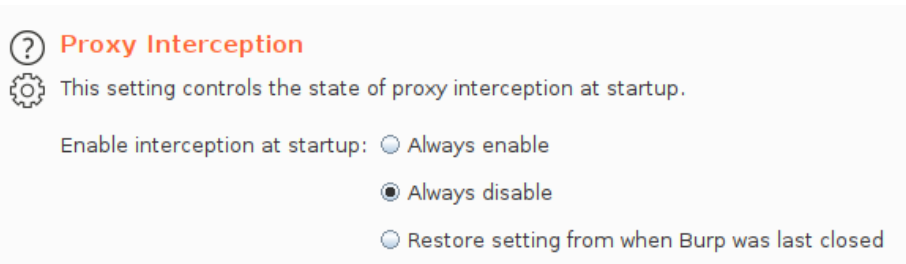 Proxy Interception
This setting controls the state of proxy interception at startup.
Enable interception at startup: Always enable
Always disable
Restore setting from when Burp was last closed